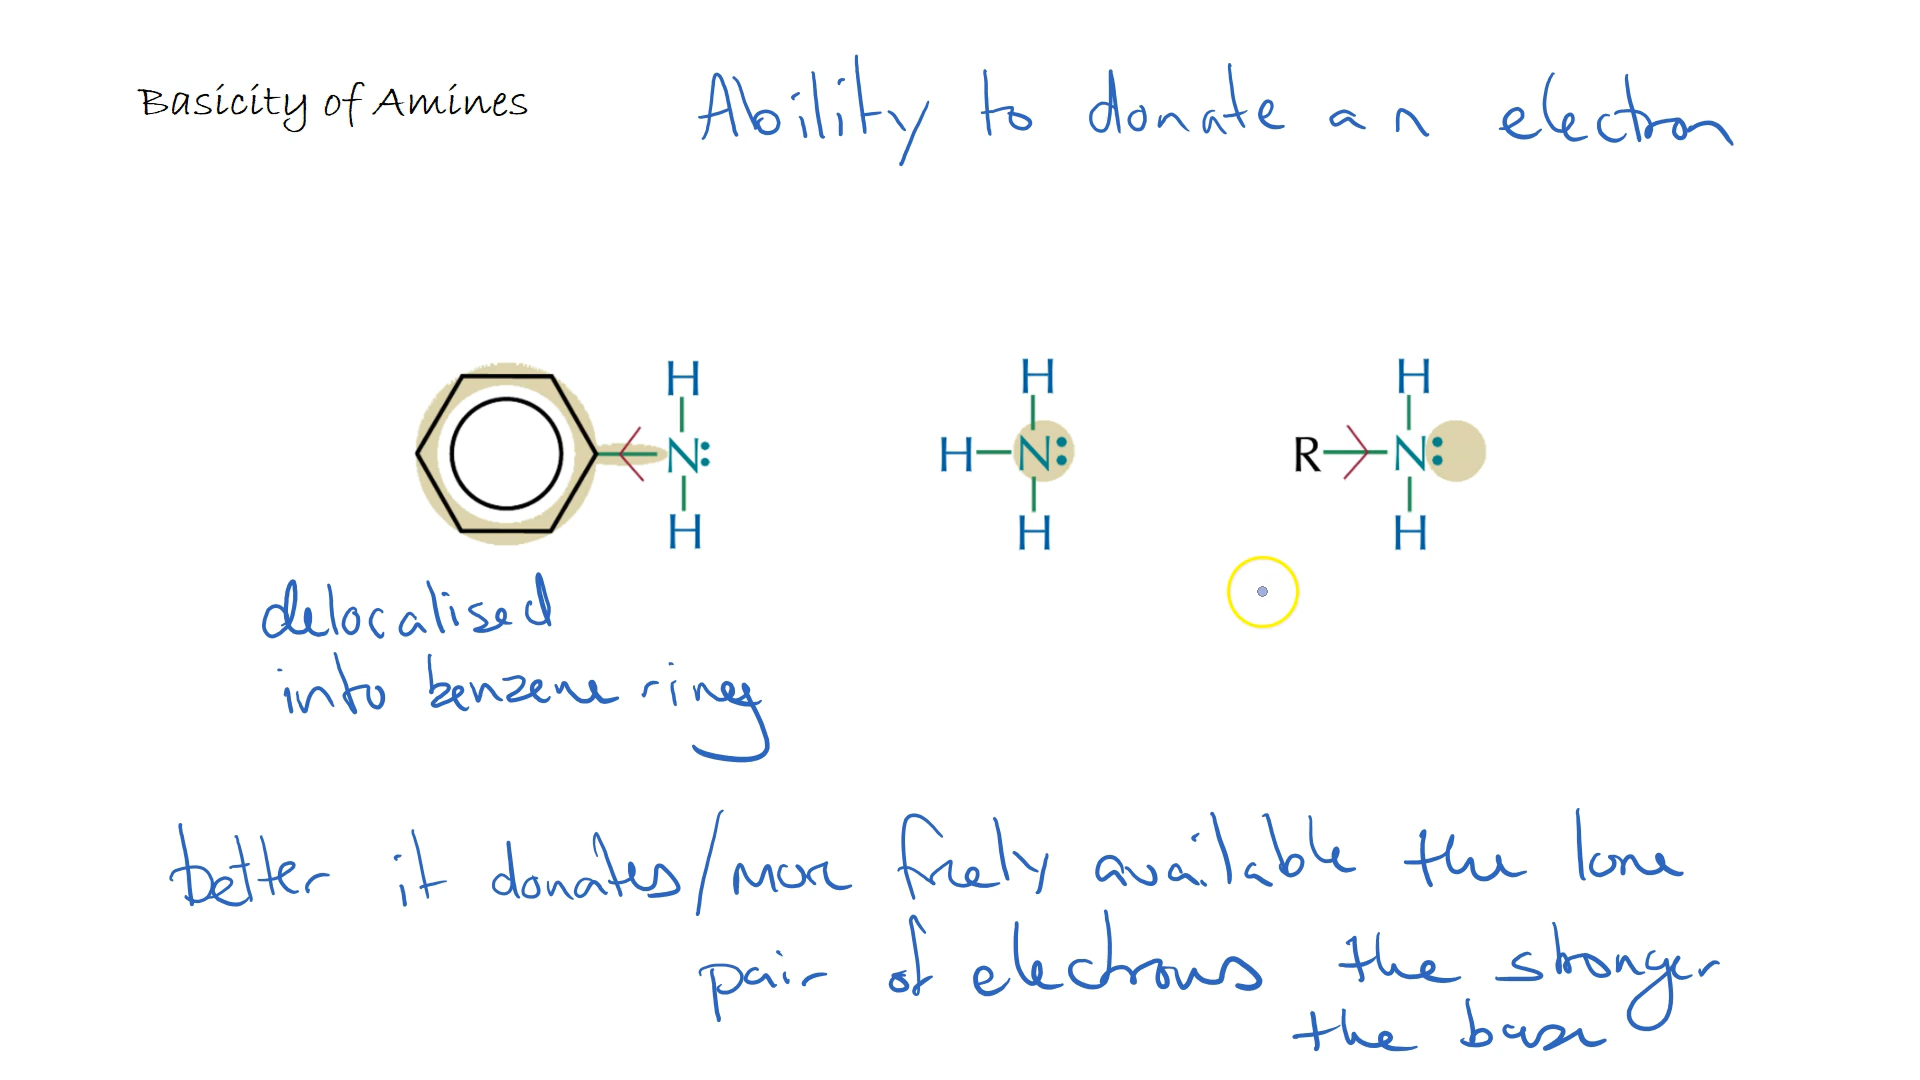 Basicity of Amines
Ability to donate an electron
H H H
N: H N: R N:
H H H
delocalised
into benzene ring
better it donates/more freely available the lone
pair of electrons the stronger
the base